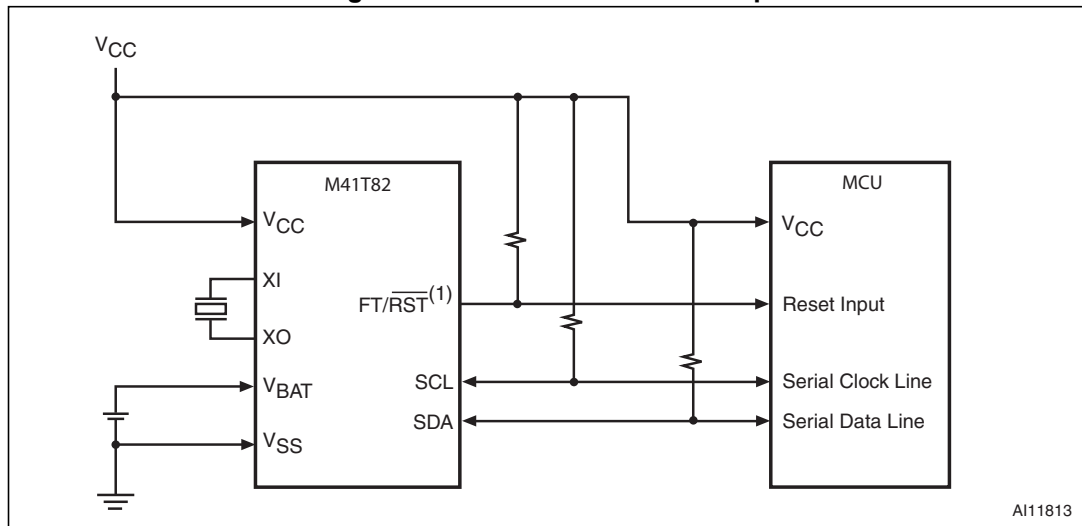 VCC
M41T82
MCU
VCC
VCC
XI
FT/RST(1)
Reset Input
XO
VBAT
SCL
Serial Clock Line
SDA
Serial Data Line
VSS
AI11813